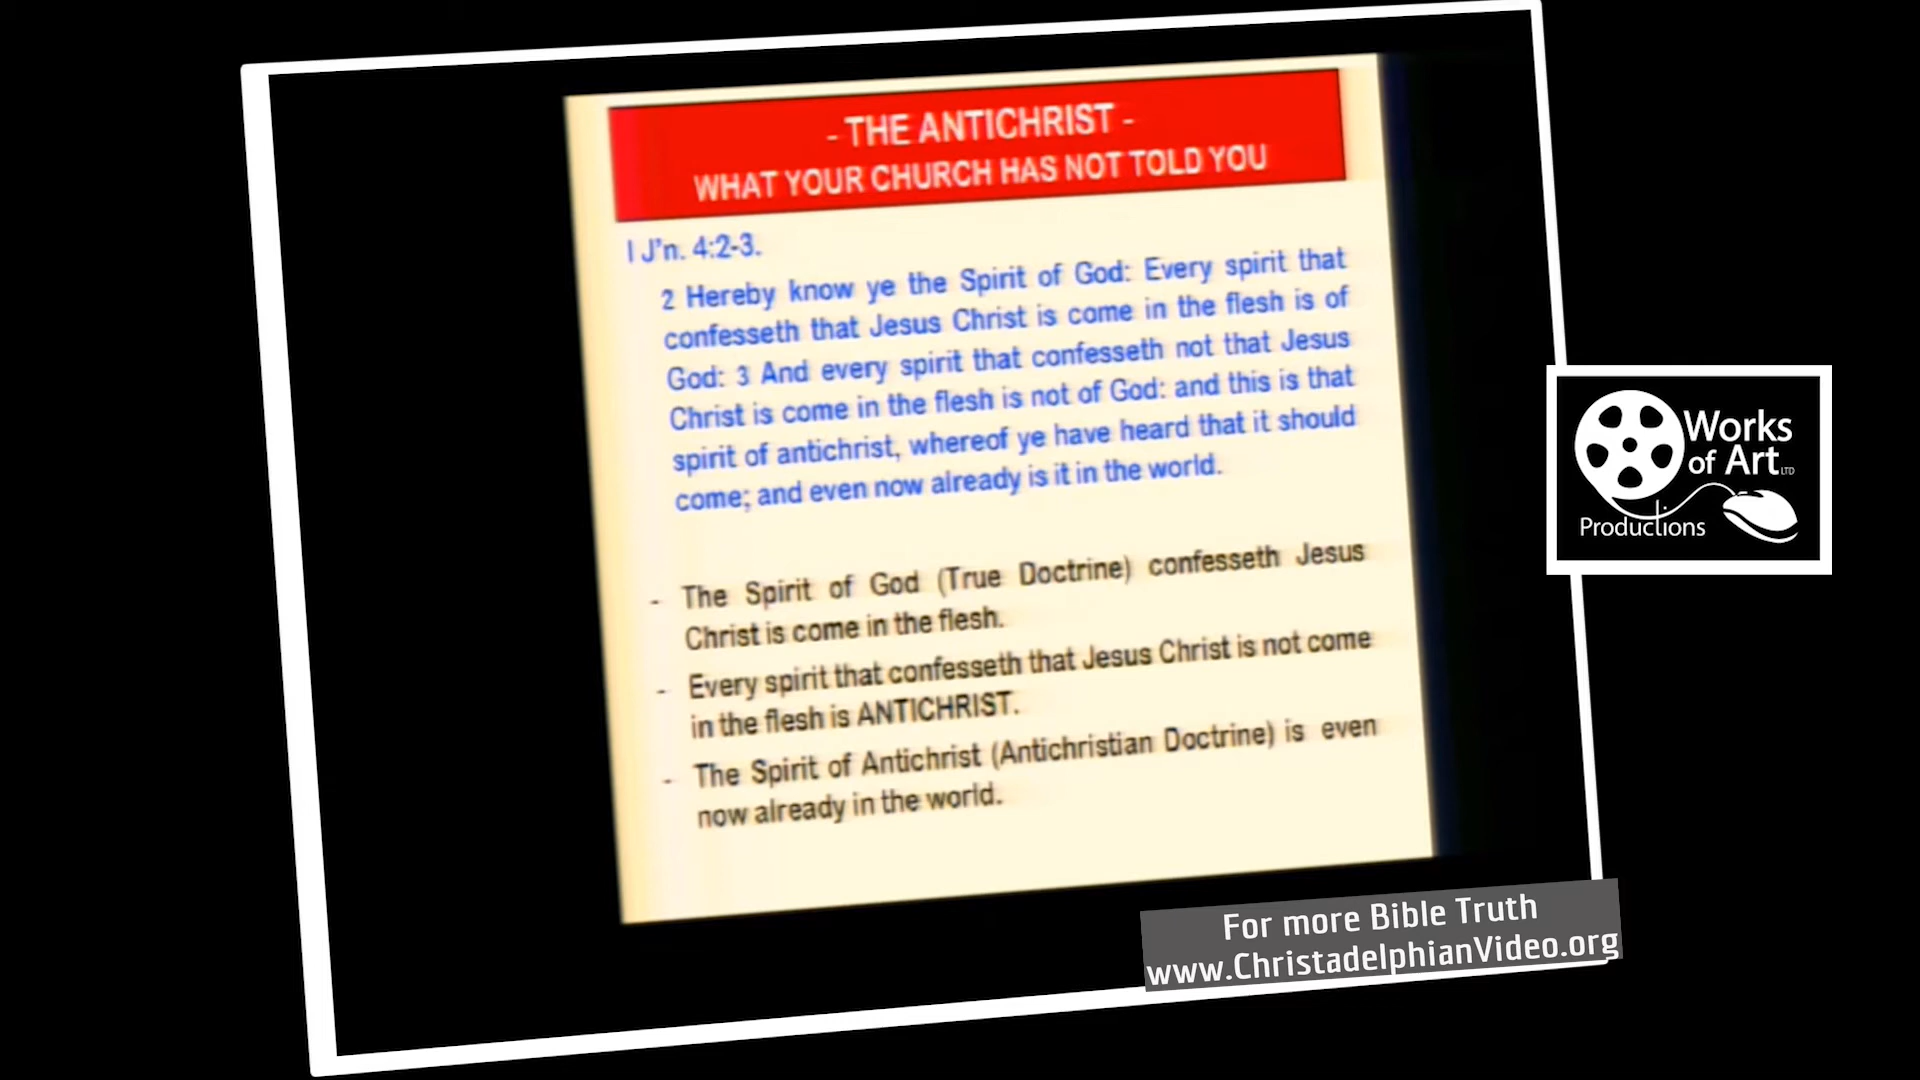 - THE ANTICHRIST -
WHAT YOUR CHURCH HAS NOT TOLD YOU
I J'n. 4:2-3.
2 Hereby know ye the Spirit of God: Every spirit that
confesseth that Jesus Christ is come in the flesh is of
God: 3 And every spirit that confesseth not that Jesus
Christ is come in the flesh is not of God: and this is that
spirit of antichrist, whereof ye have heard that it should
come; and even now already is it in the world.
- The Spirit of God (True Doctrine) confesseth Jesus
Christ is come in the flesh.
- Every spirit that confesseth that Jesus Christ is not come
in the flesh is ANTICHRIST.
- The Spirit of Antichrist (Antichristian Doctrine) is even
now already in the world.
Works
of Art LTD
Productions
For more Bible Truth
www.ChristadelphianVideo.org